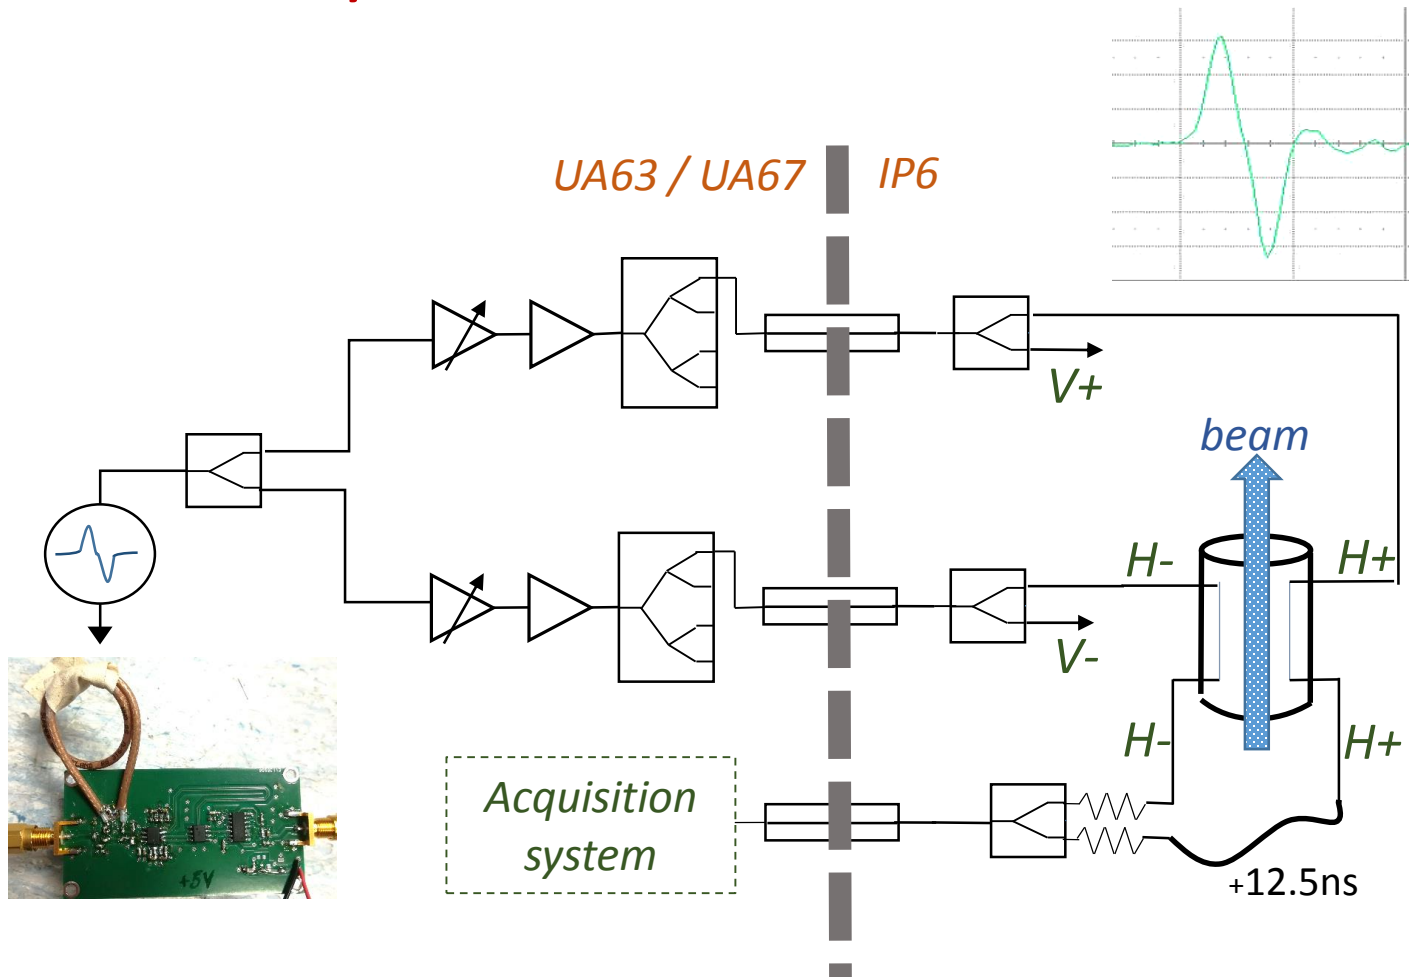 UA63 / UA67
IP6
V+
beam
H-
H+
V-
H-
H+
Acquisition
system
+12.5ns
+5V